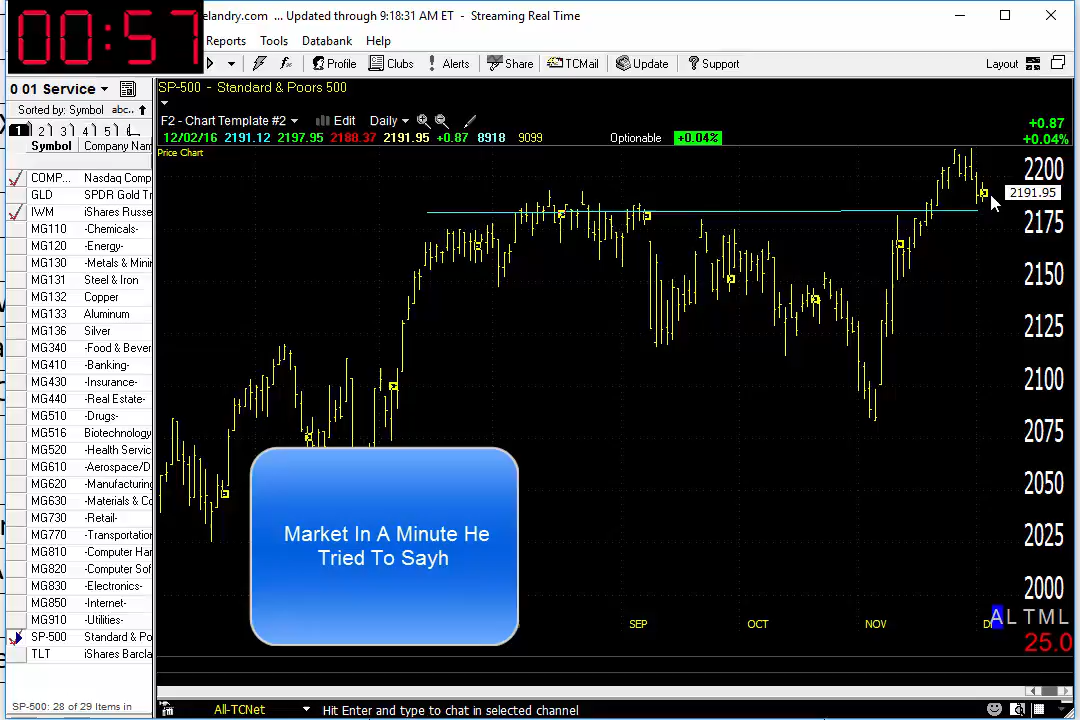 00:57
elandry.com ... Updated through 9:18:31 AM ET - Streaming Real Time
Reports Tools Databank Help
Profile Clubs Alerts Share TCMail Update Support Layout
0 01 Service
Sorted by: Symbol abc..
1 2 3 4 5
Symbol Company Nam
COMP... Nasdaq Comp
GLD SPDR Gold Tr
IWM iShares Russe
MG110 -Chemicals-
MG120 -Energy-
MG130 -Metals & Mini
MG131 Steel & Iron
MG132 Copper
MG133 Aluminum
MG136 Silver
MG340 -Food & Bever
MG410 -Banking-
MG430 -Insurance-
MG440 -Real Estate-
MG510 -Drugs-
MG516 Biotechnology
MG520 -Health Servic
MG610 -Aerospace/D
MG620 -Manufacturing
MG630 -Materials & Co
MG730 -Retail-
MG770 -Transportation
MG810 -Computer Har
MG820 -Computer Sof
MG830 -Electronics-
MG850 -Internet-
MG910 -Utilities-
SP-500 Standard & Po
TLT iShares Barcla
SP-500: 28 of 29 Items in
SP-500 - Standard & Poors 500
F2 - Chart Template #2 Edit Daily
12/02/16 2191.12 2197.95 2188.37 2191.95 +0.87 8918 9099 Optionable +0.04%
+0.87
+0.04%
Price Chart
2200
2191.95
2175
2150
2125
2100
2075
2050
2025
2000
Market In A Minute He
Tried To Sayh
SEP OCT NOV D
A L T M L
25.0
All-TCNet Hit Enter and type to chat in selected channel